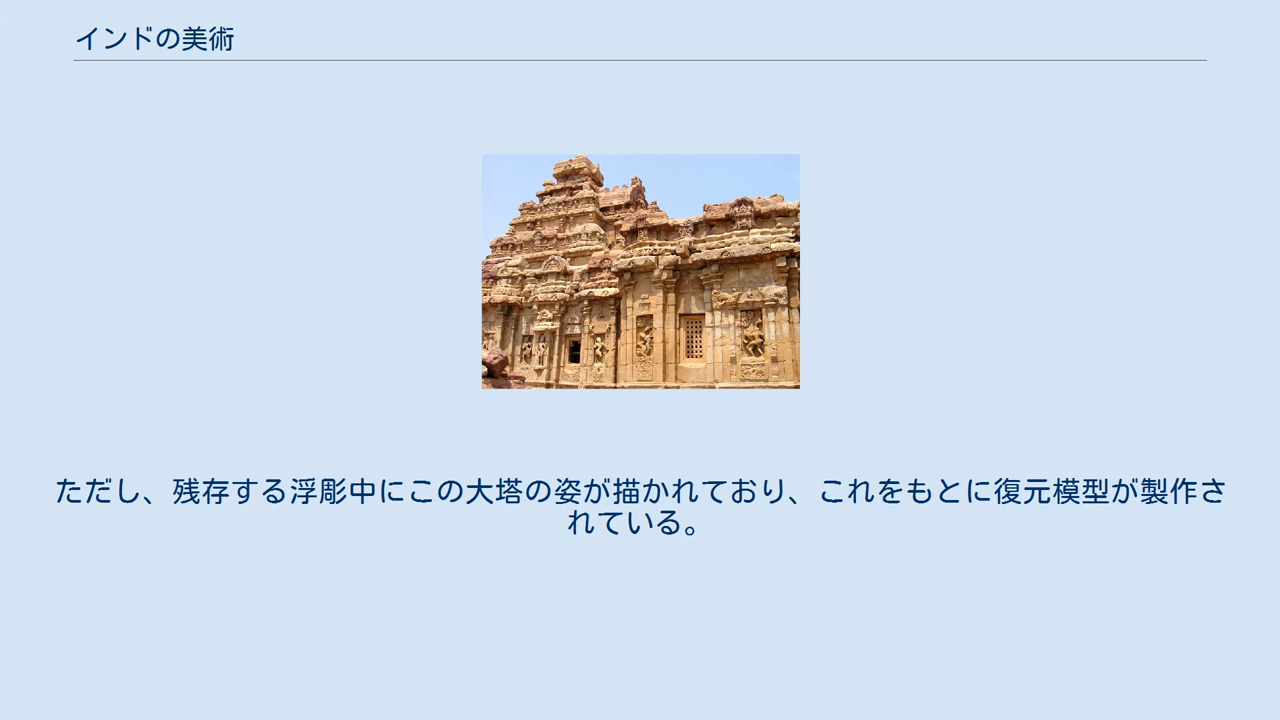 インドの美術
ただし、残存する浮彫中にこの大塔の姿が描かれており、これをもとに復元模型が製作さ
れている。